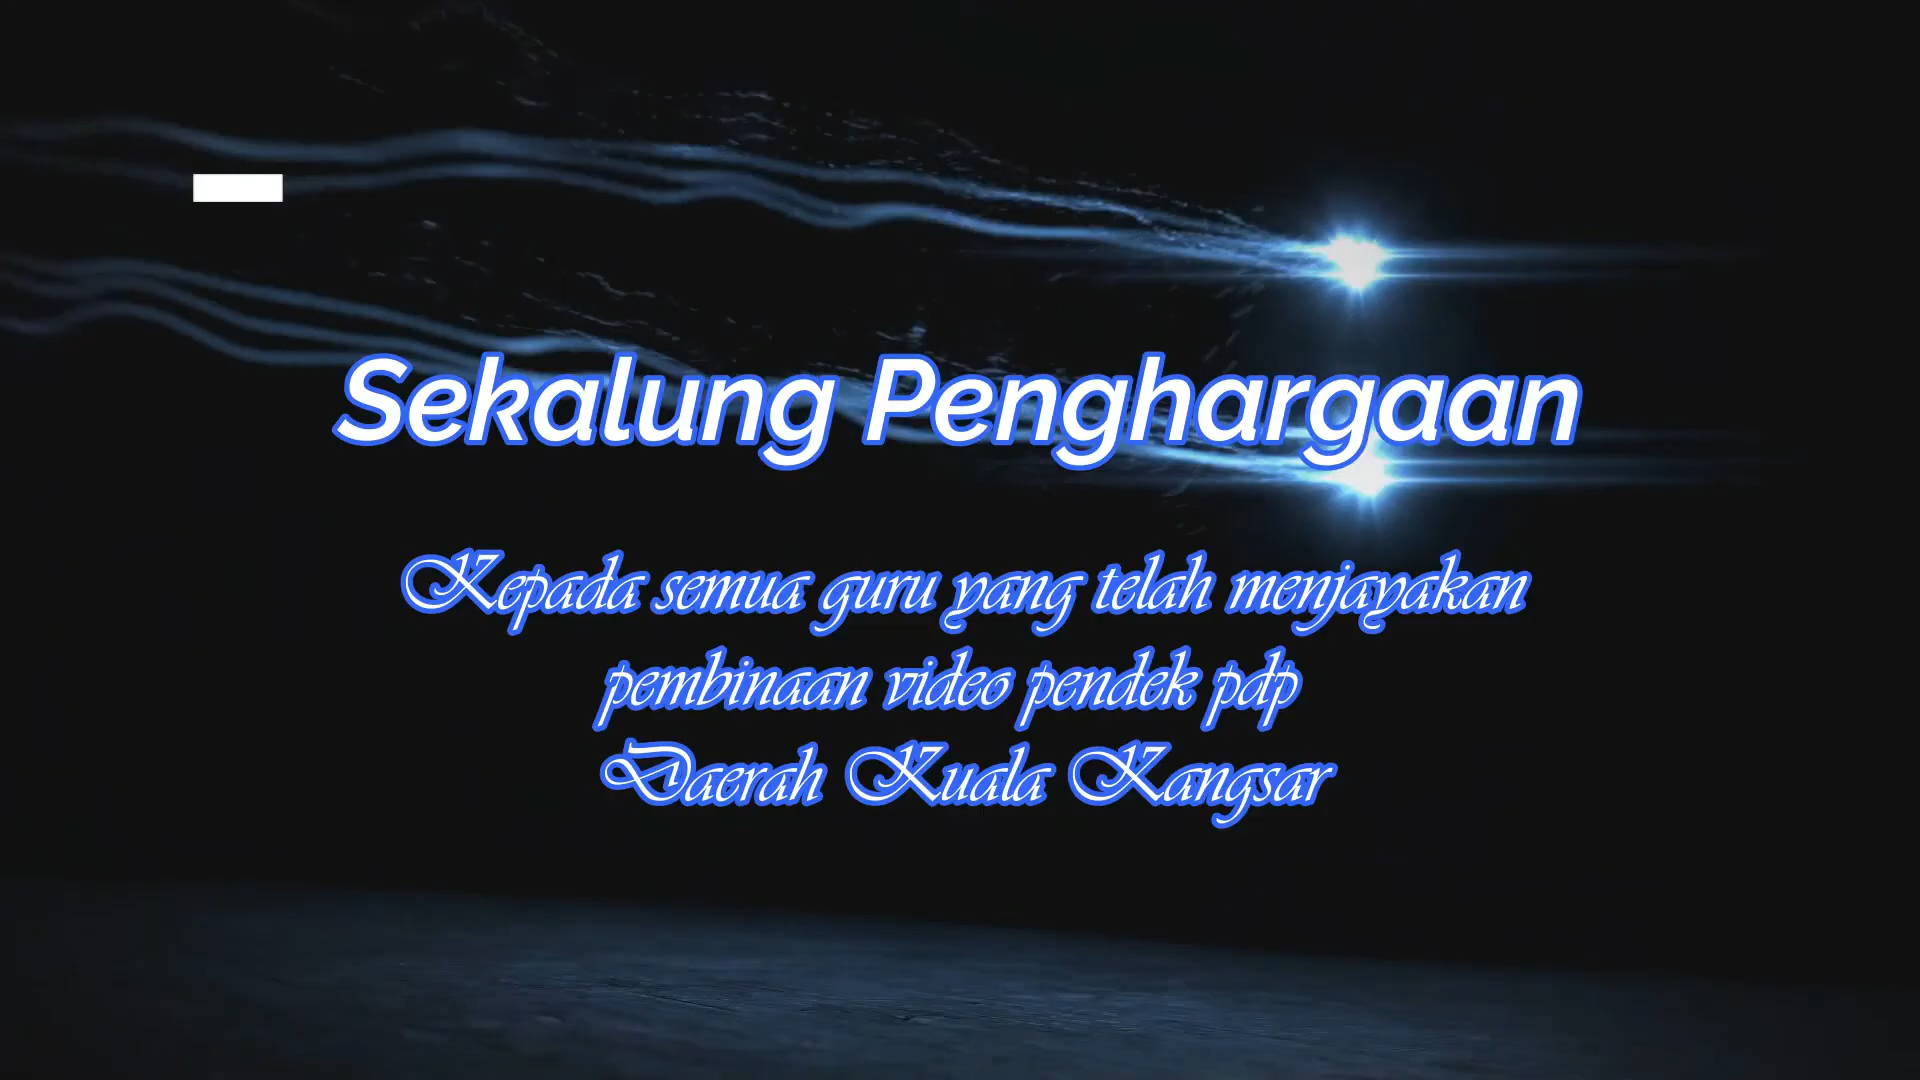 Sekalung Penghargaan
Kepada semua guru yang telah menjayakan
pembinaan video pendek pdp
Daerah Kuala Kangsar